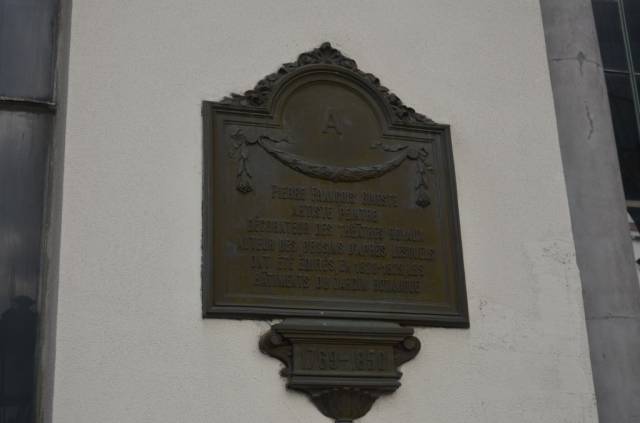 À
PIERRE FRANÇOIS GINESTE
ARTISTE PEINTRE
DÉCORATEUR DES THÉÂTRES ROYAUX
AUTEUR DES DESSINS D'APRÈS LESQUELS
ONT ÉTÉ ÉDIFIÉS EN 1826-1829 LES
BÂTIMENTS DU JARDIN BOTANIQUE
1769-1850